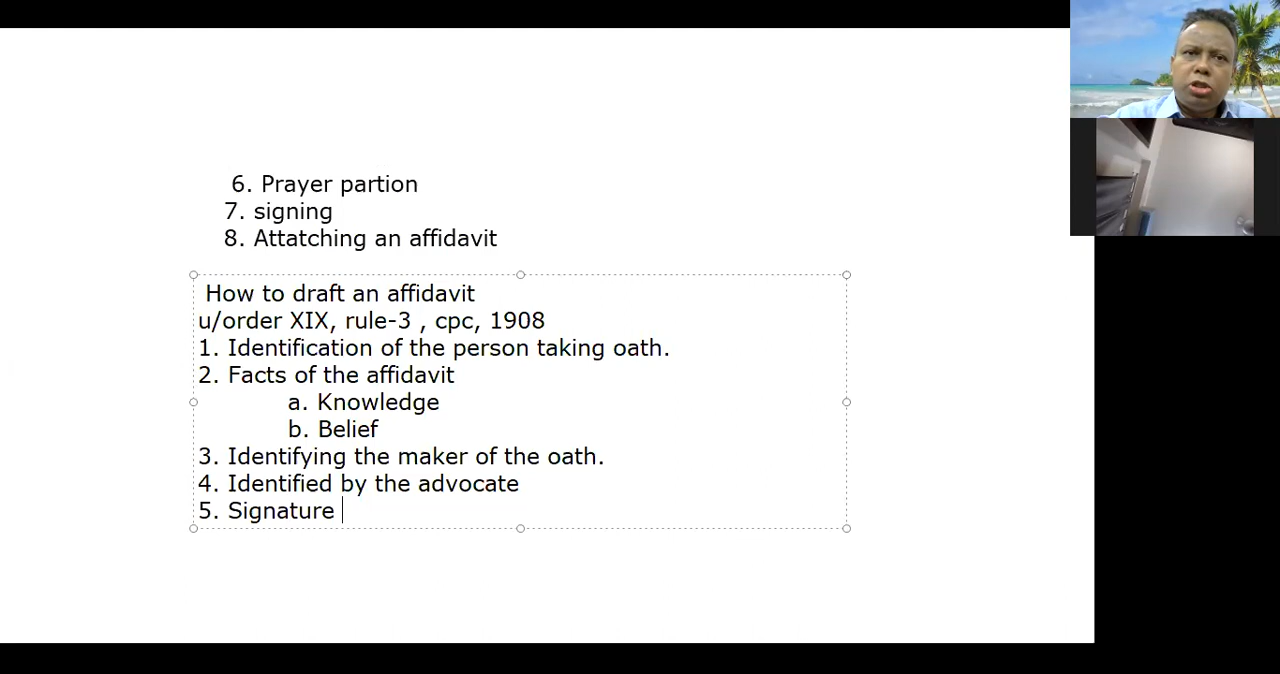 6. Prayer partion
7. signing
8. Attatching an affidavit
How to draft an affidavit
u/order XIX, rule-3 , cpc, 1908
1. Identification of the person taking oath.
2. Facts of the affidavit
a. Knowledge
b. Belief
3. Identifying the maker of the oath.
4. Identified by the advocate
5. Signature